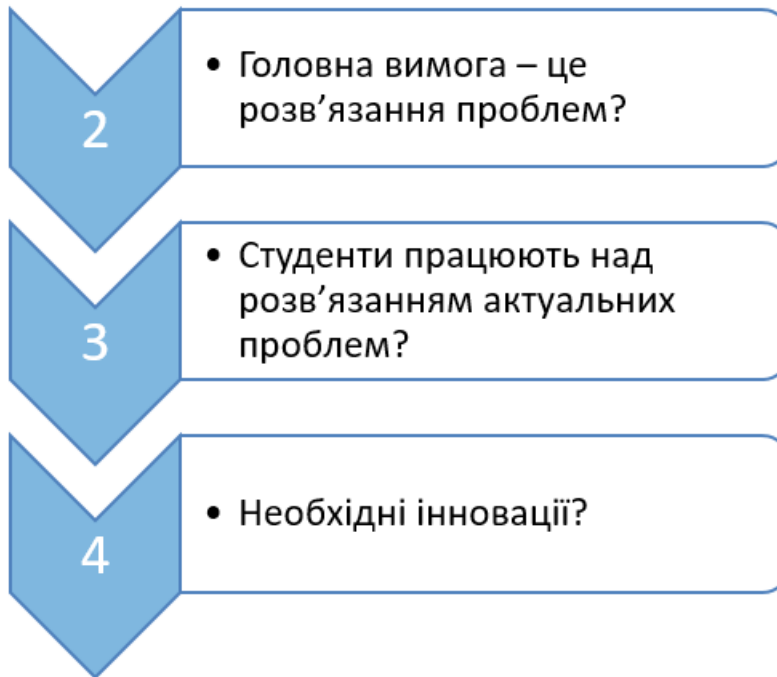 2
• Головна вимога – це
розв’язання проблем?
3
• Студенти працюють над
розв’язанням актуальних
проблем?
4
• Необхідні інновації?